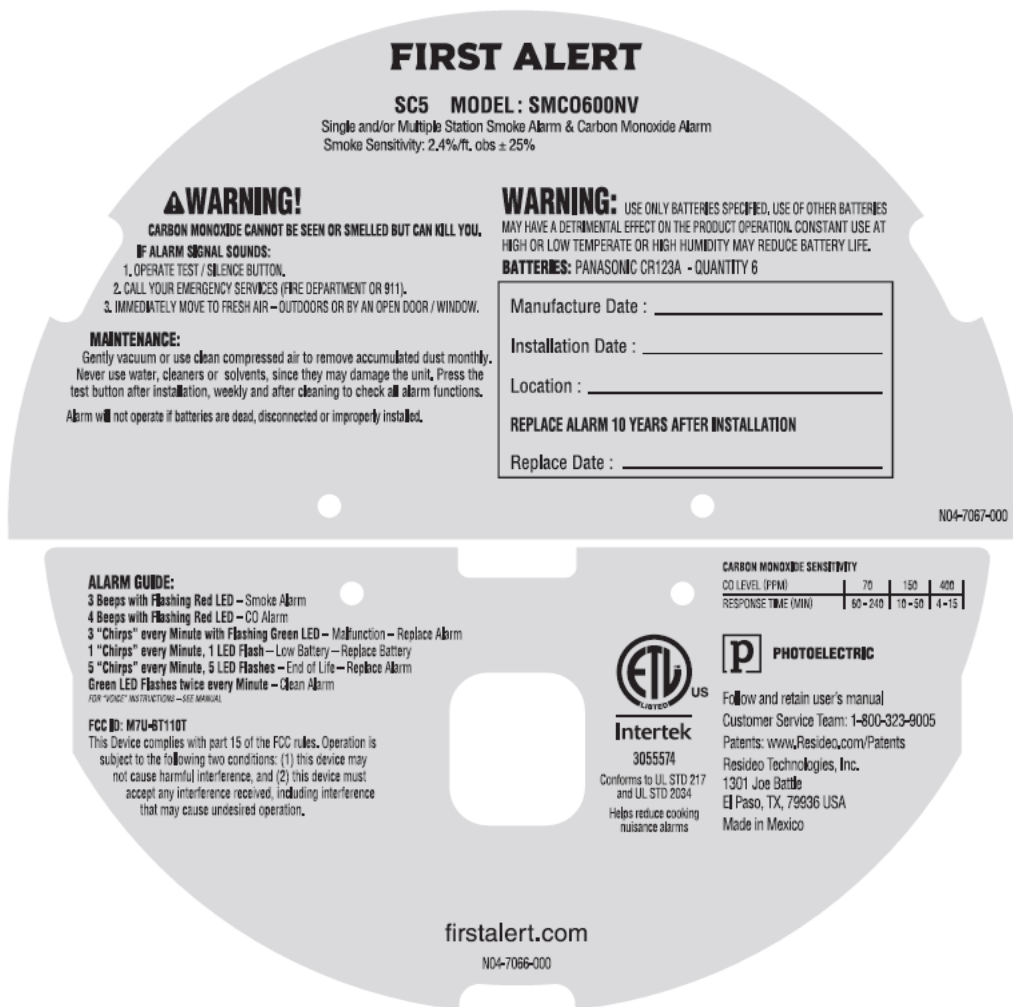 FIRST ALERT
SC5 MODEL: SMCO600NV
Single and/or Multiple Station Smoke Alarm & Carbon Monoxide Alarm
Smoke Sensitivity: 2.4%/ft. obs ± 25%
WARNING!
CARBON MONOXIDE CANNOT BE SEEN OR SMELLED BUT CAN KILL YOU.
IF ALARM SIGNAL SOUNDS:
1. OPERATE TEST / SILENCE BUTTON.
2. CALL YOUR EMERGENCY SERVICES (FIRE DEPARTMENT OR 911).
3. IMMEDIATELY MOVE TO FRESH AIR – OUTDOORS OR BY AN OPEN DOOR / WINDOW.
MAINTENANCE:
Gently vacuum or use clean compressed air to remove accumulated dust monthly.
Never use water, cleaners or solvents, since they may damage the unit. Press the
test button after installation, weekly and after cleaning to check all alarm functions.
Alarm will not operate if batteries are dead, disconnected or improperly installed.
WARNING: USE ONLY BATTERIES SPECIFIED. USE OF OTHER BATTERIES
MAY HAVE A DETRIMENTAL EFFECT ON THE PRODUCT OPERATION. CONSTANT USE AT
HIGH OR LOW TEMPERATE OR HIGH HUMIDITY MAY REDUCE BATTERY LIFE.
BATTERIES: PANASONIC CR123A - QUANTITY 6
Manufacture Date :
Installation Date :
Location :
REPLACE ALARM 10 YEARS AFTER INSTALLATION
Replace Date :
N04-7067-000
ALARM GUIDE:
3 Beeps with Flashing Red LED – Smoke Alarm
4 Beeps with Flashing Red LED – CO Alarm
3 "Chirps" every Minute with Flashing Green LED – Malfunction – Replace Alarm
1 "Chirps" every Minute, 1 LED Flash – Low Battery – Replace Battery
5 "Chirps" every Minute, 5 LED Flashes – End of Life – Replace Alarm
Green LED Flashes twice every Minute – Clean Alarm
FOR "VOICE" INSTRUCTIONS – SEE MANUAL
FCC ID: M7U-BT110T
This Device complies with part 15 of the FCC rules. Operation is
subject to the following two conditions: (1) this device may
not cause harmful interference, and (2) this device must
accept any interference received, including interference
that may cause undesired operation.
ETL
LISTED
US
Intertek
3055574
Conforms to UL STD 217
and UL STD 2034
Helps reduce cooking
nuisance alarms
CARBON MONOXIDE SENSITIVITY
CO LEVEL (PPM) 70 150 400
RESPONSE TIME (MIN) 60 - 240 10 - 50 4 - 15
P PHOTOELECTRIC
Follow and retain user's manual
Customer Service Team: 1-800-323-9005
Patents: www.Resideo.com/Patents
Resideo Technologies, Inc.
1301 Joe Battle
El Paso, TX, 79936 USA
Made in Mexico
firstalert.com
N04-7066-000